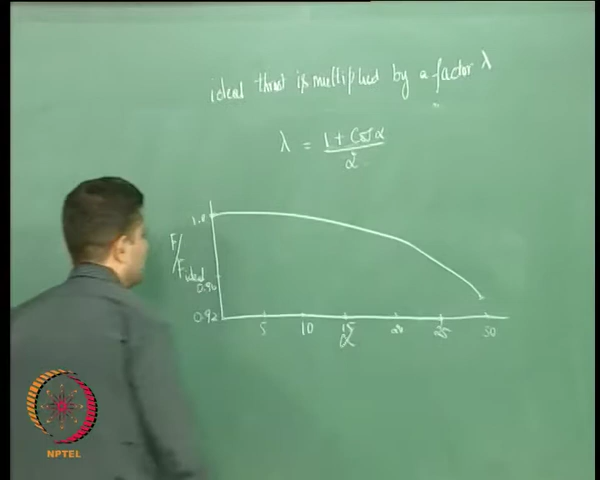 ideal thrust is multiplied by a factor λ
λ = (1 + Cos α) / 2
1.0
F/Fideal
0.96
0.92
5 10 15 20 25 30
α
NPTEL